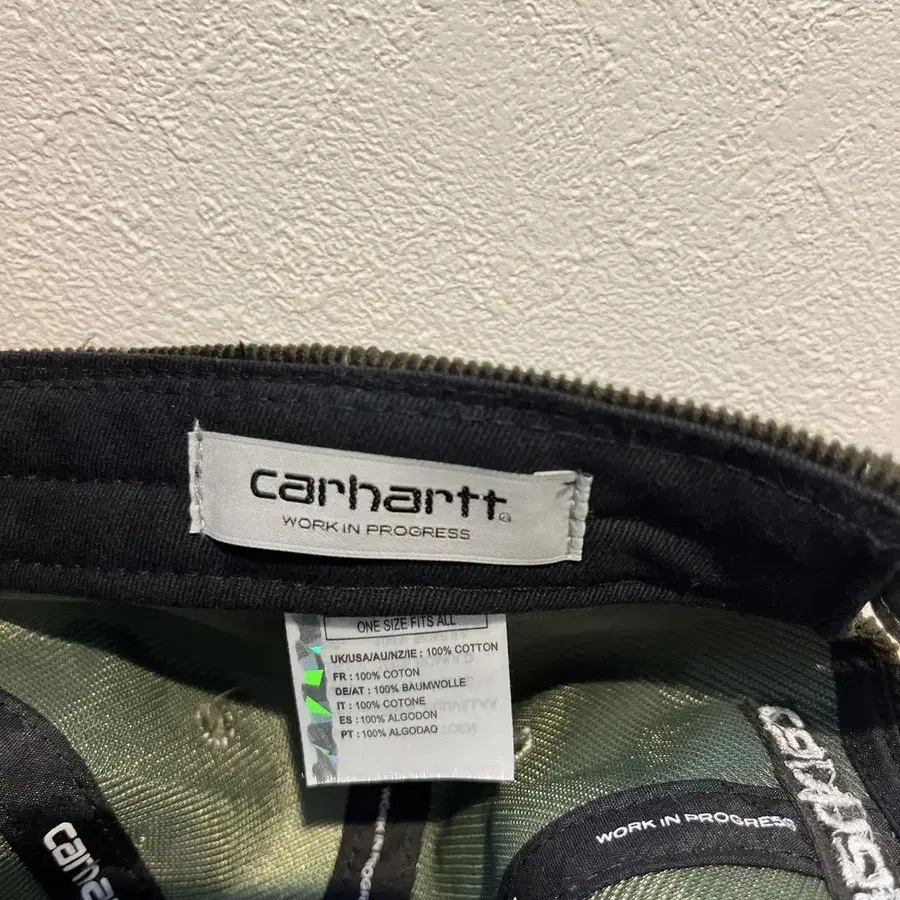 carhartt
WORK IN PROGRESS
ONE SIZE FITS ALL
UK/USA/AU/NZ/IE : 100% COTTON
FR : 100% COTON
DE/AT : 100% BAUMWOLLE
IT : 100% COTONE
ES : 100% ALGODON
PT : 100% ALGODAO
WORK IN PROGRESS